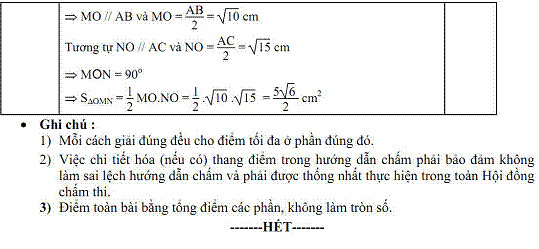 ⇒ MO // AB và MO = AB/2 = √10 cm
Tương tự NO // AC và NO = AC/2 = √15 cm
⇒ MON = 90°
⇒ S∆OMN = 1/2 MO.NO = 1/2 .√10 .√15 = 5√6/2 cm²
• Ghi chú :
1) Mỗi cách giải đúng đều cho điểm tối đa ở phần đúng đó.
2) Việc chi tiết hóa (nếu có) thang điểm trong hướng dẫn chấm phải bảo đảm không
làm sai lệch hướng dẫn chấm và phải được thống nhất thực hiện trong toàn Hội đồng
chấm thi.
3) Điểm toàn bài bằng tổng điểm các phần, không làm tròn số.
-------HẾT-------